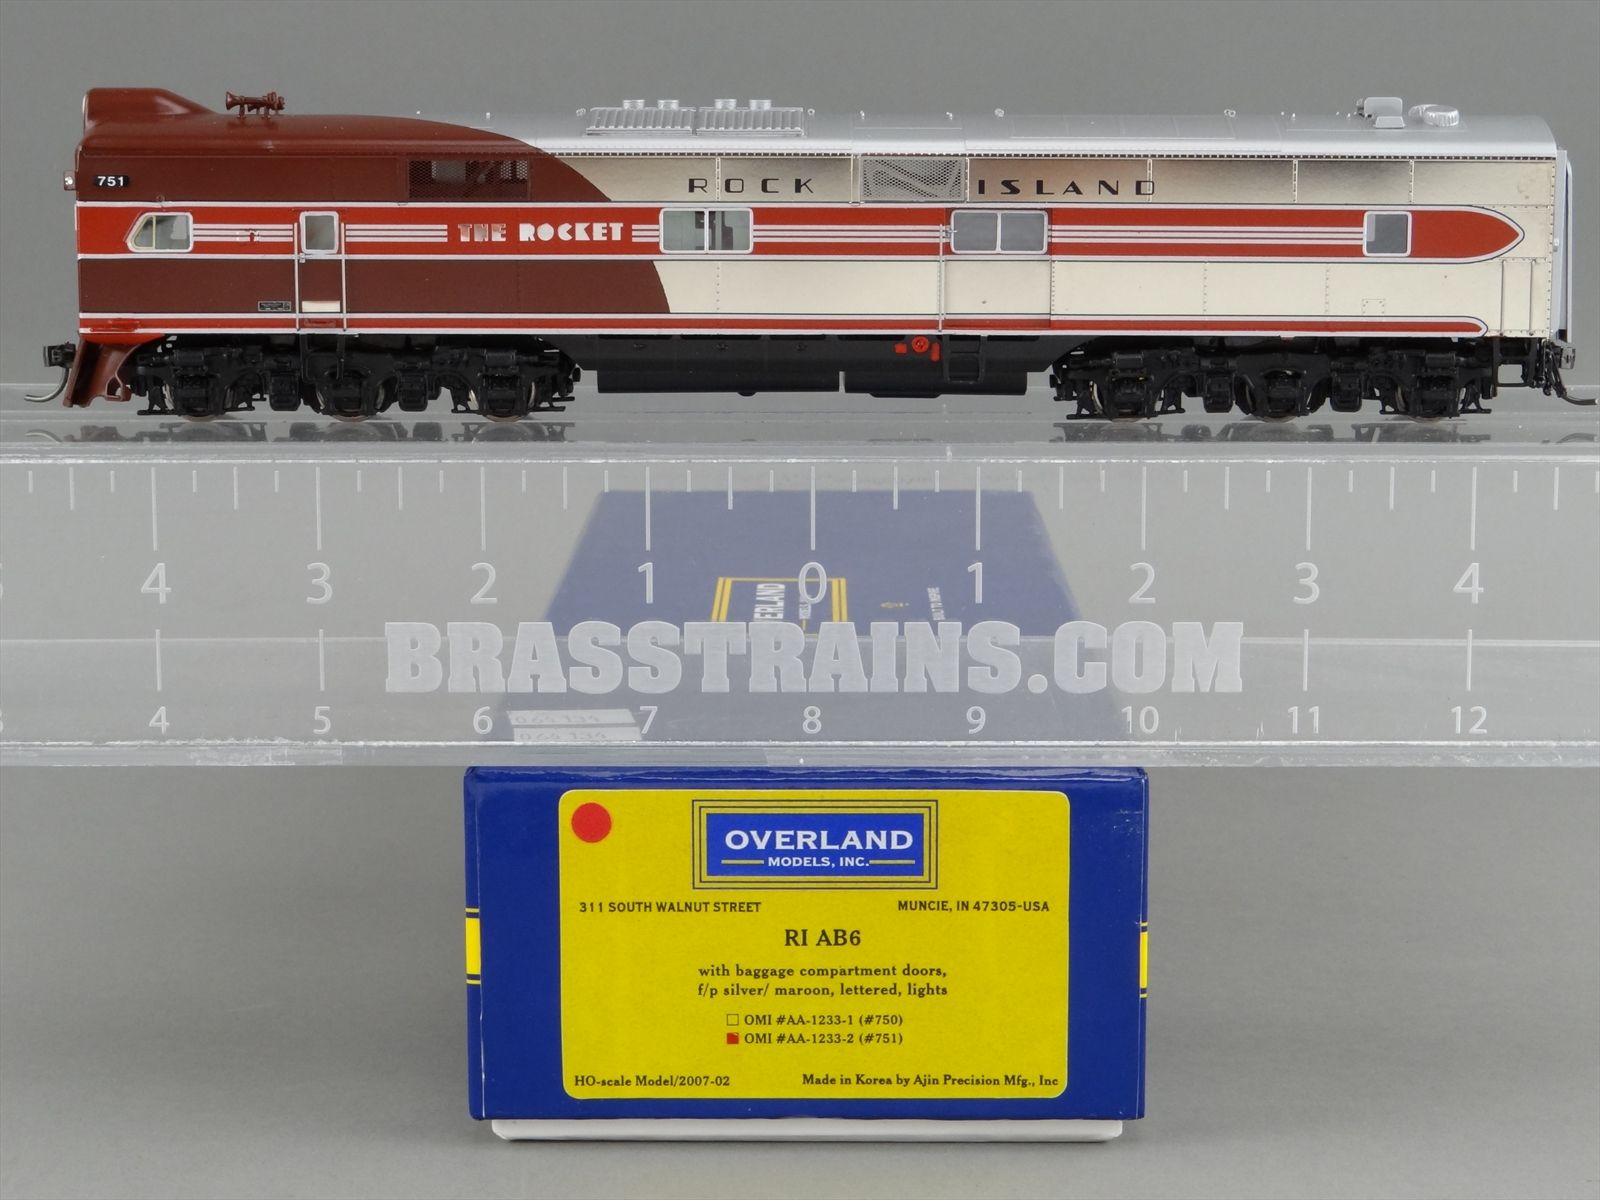 751
ROCK ISLAND
THE ROCKET
4 3 2 1 0 1 2 3 4
BRASSTRAINS.COM
4 5 6 7 8 9 10 11 12
064134
064134
OVERLAND
MODELS, INC.
311 SOUTH WALNUT STREET MUNCIE, IN 47305-USA
RI AB6
with baggage compartment doors,
f/p silver/ maroon, lettered, lights
OMI #AA-1233-1 (#750)
OMI #AA-1233-2 (#751)
HO-scale Model/2007-02 Made in Korea by Ajin Precision Mfg., Inc